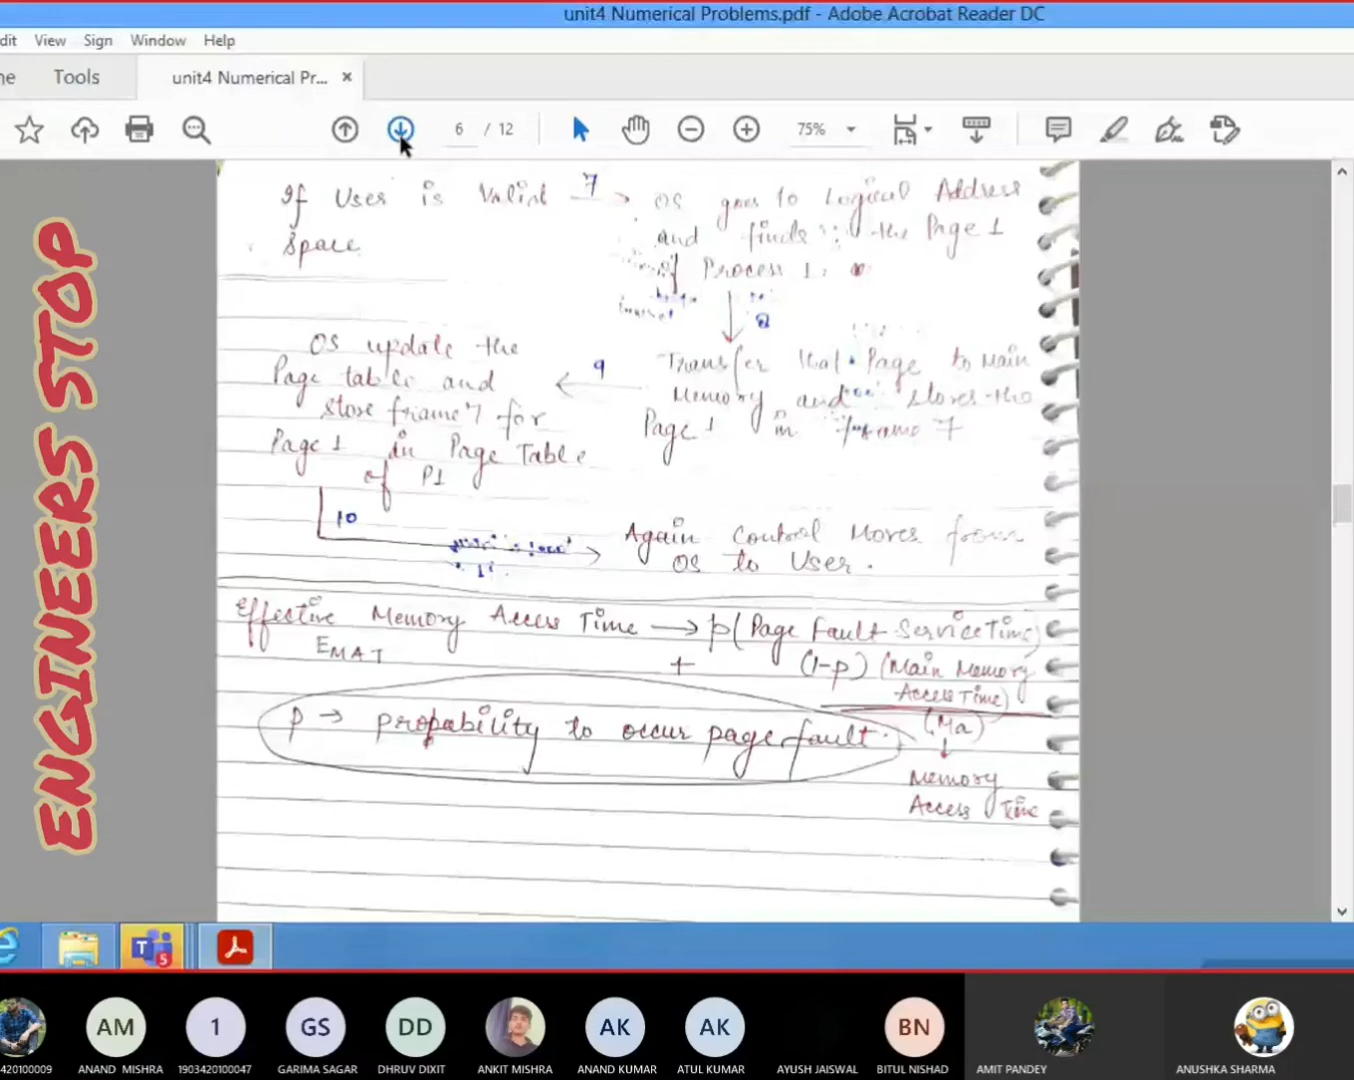 unit4 Numerical Problems.pdf - Adobe Acrobat Reader DC
dit View Sign Window Help
ne Tools unit4 Numerical Pr... ×
6 / 12 75%
ENGINEERS STOP
If User is Valid 7 → OS goes to Logical Address
Space and finds the Page 1
of Process 1.
8
OS update the
Page table and
store frame 7 for
Page 1 in Page Table
of P1
9
Transfer that Page to Main
Memory and stores the
Page 1 in frame 7
10
Again Control Moves from
OS to User.
Effective Memory Access Time → p(Page Fault Service Time)
EMAT + (1-p) (Main Memory
Access Time)
p → propability to occur page fault.
(Ma)
↓
Memory
Access Time
T 5
AM 1 GS DD AK AK BN
420100009 ANAND MISHRA 1903420100047 GARIMA SAGAR DHRUV DIXIT ANKIT MISHRA ANAND KUMAR ATUL KUMAR AYUSH JAISWAL BITUL NISHAD AMIT PANDEY ANUSHKA SHARMA